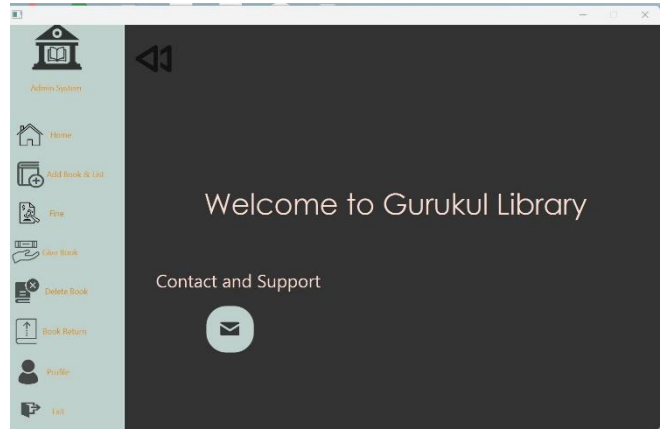 Admin System
Home
Add Book & List
Fine
Give Book
Delete Book
Book Return
Profile
Welcome to Gurukul Library
Contact and Support